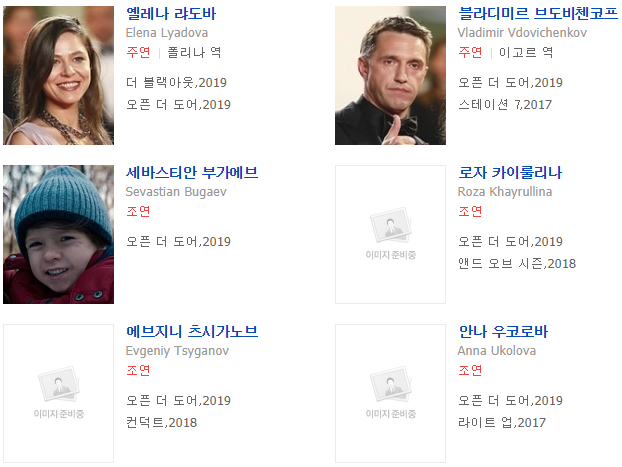 옐레나 랴도바
Elena Lyadova
주연 | 폴리나 역
더 블랙아웃,2019
오픈 더 도어,2019
블라디미르 브도비첸코프
Vladimir Vdovichenkov
주연 | 이고르 역
오픈 더 도어,2019
스테이션 7,2017
세바스티안 부가에브
Sevastian Bugaev
조연
오픈 더 도어,2019
로자 카이룰리나
Roza Khayrullina
조연
오픈 더 도어,2019
앤드 오브 시즌,2018
이미지 준비중
에브지니 츠시가노브
Evgeniy Tsyganov
조연
오픈 더 도어,2019
컨덕트,2018
이미지 준비중
안나 우코로바
Anna Ukolova
조연
오픈 더 도어,2019
라이트 업,2017
이미지 준비중